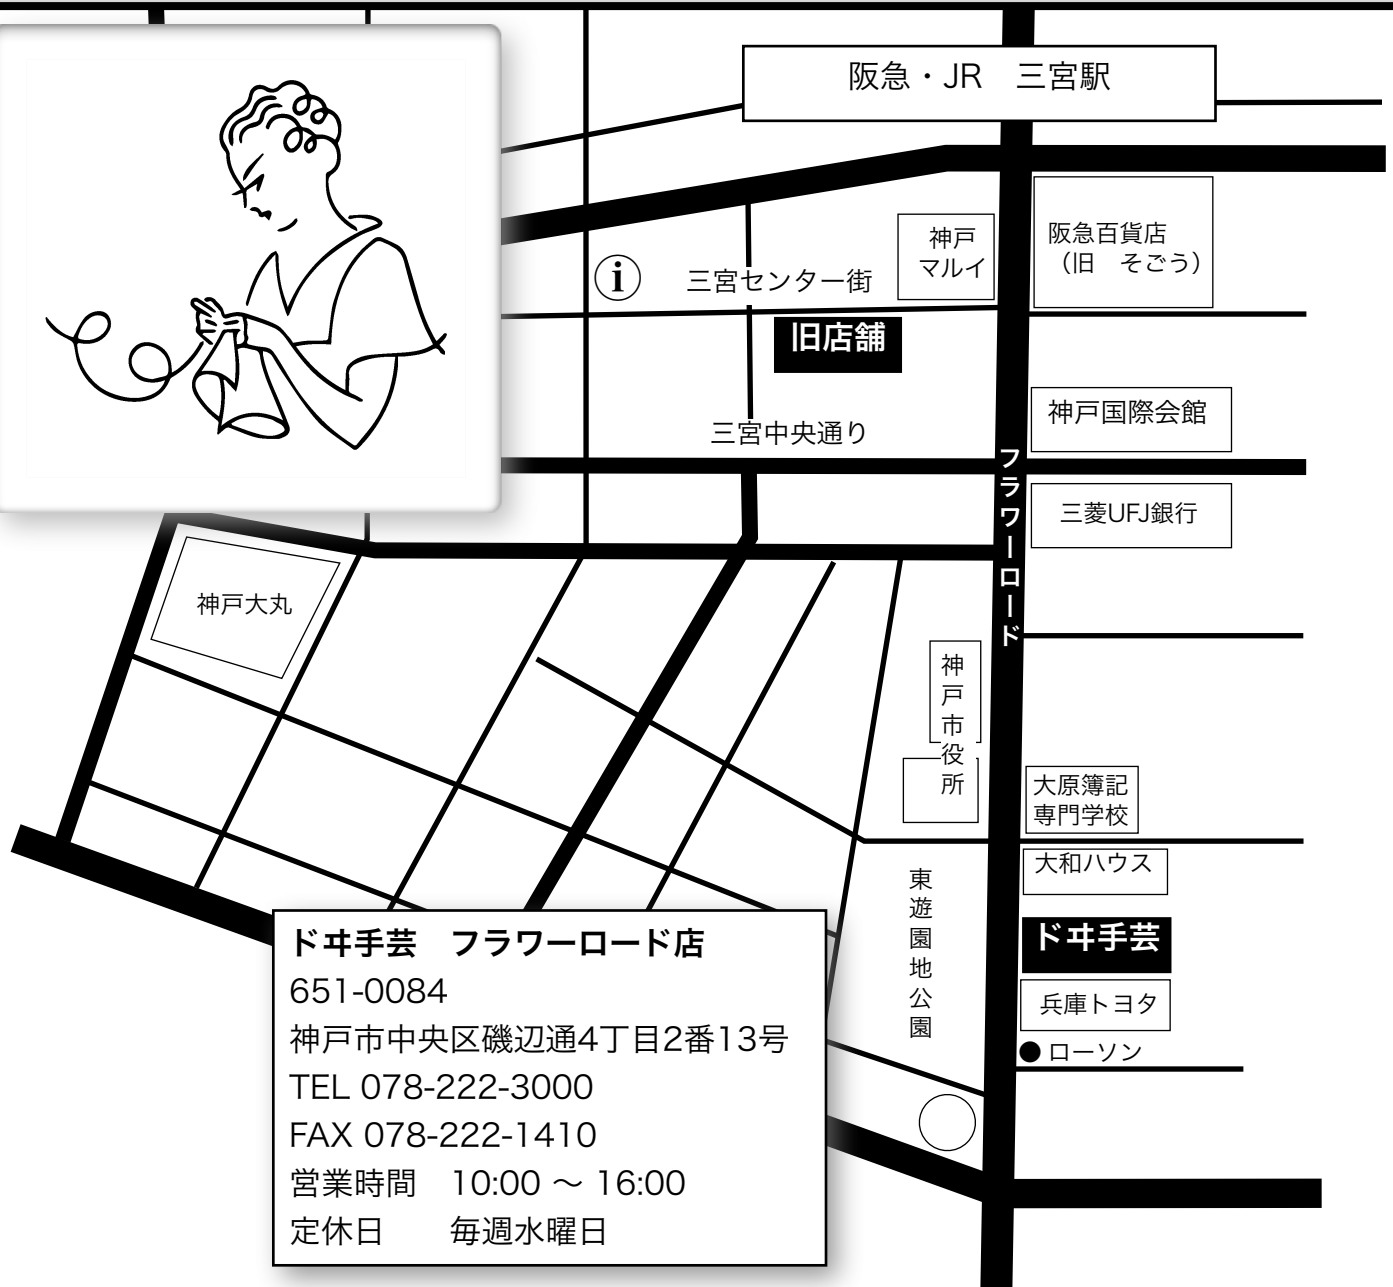 阪急・JR　三宮駅
神戸
マルイ
阪急百貨店
（旧　そごう）
i
三宮センター街
旧店舗
神戸国際会館
三宮中央通り
フラワーロード
三菱UFJ銀行
神戸大丸
神戸市役所
大原簿記
専門学校
大和ハウス
東遊園地公園
ドヰ手芸
兵庫トヨタ
ローソン
ドヰ手芸　フラワーロード店
651-0084
神戸市中央区磯辺通4丁目2番13号
TEL 078-222-3000
FAX 078-222-1410
営業時間　10:00 〜 16:00
定休日　　毎週水曜日